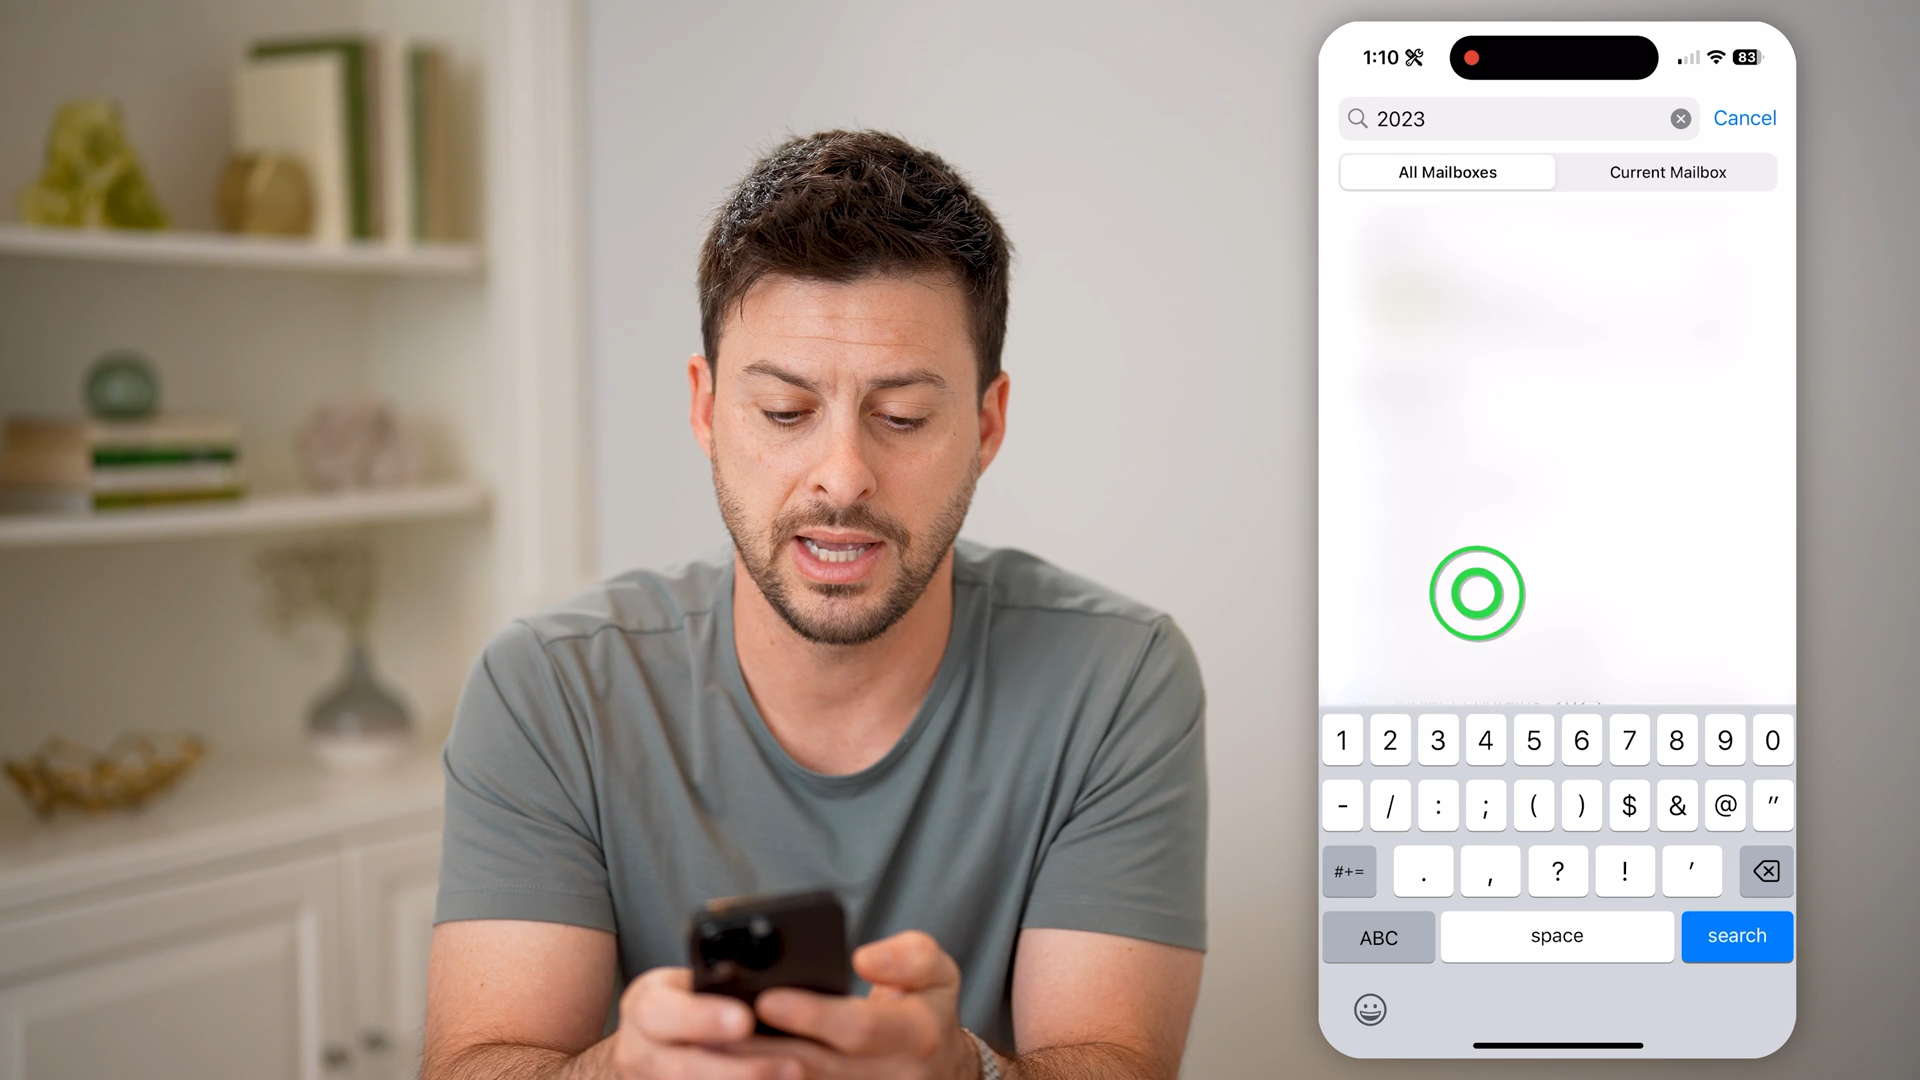 1:10
83
2023
Cancel
All Mailboxes
Current Mailbox
1 2 3 4 5 6 7 8 9 0
- / : ; ( ) $ & @ "
#+= . , ? ! '
ABC space search